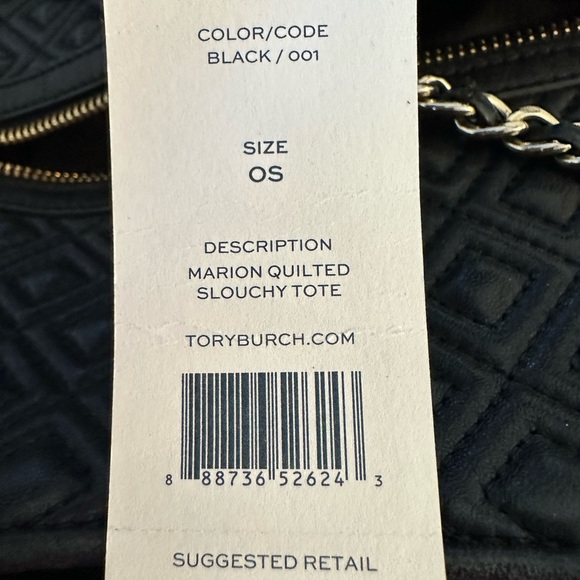 COLOR/CODE
BLACK / 001
SIZE
OS
DESCRIPTION
MARION QUILTED
SLOUCHY TOTE
TORYBURCH.COM
8 88736 52624 3
SUGGESTED RETAIL